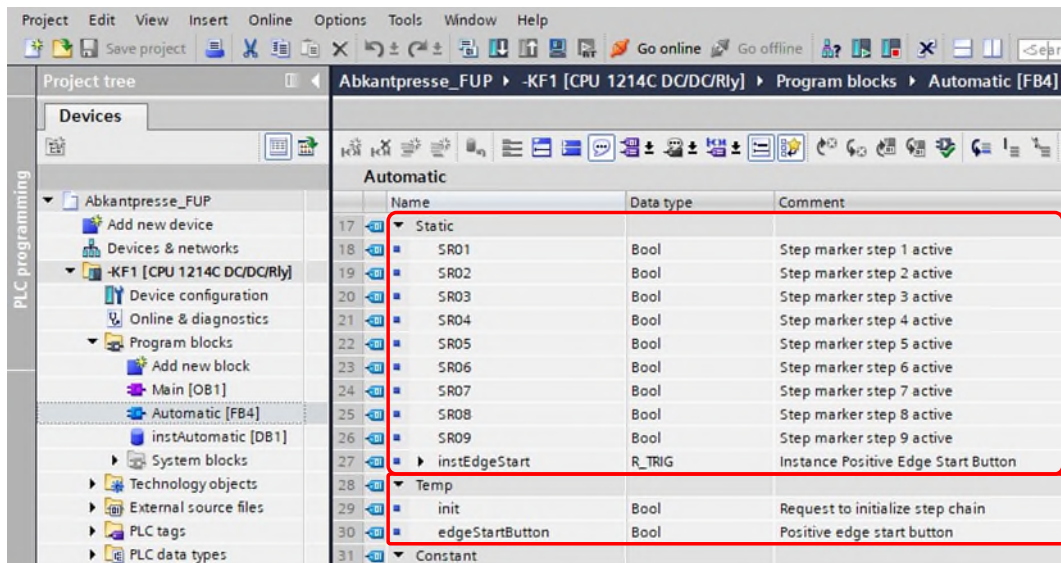 Project Edit View Insert Online Options Tools Window Help
Save project Go online Go offline
Project tree
Abkantpresse_FUP ▸ -KF1 [CPU 1214C DC/DC/Rly] ▸ Program blocks ▸ Automatic [FB4]
Devices
PLC programming
Abkantpresse_FUP
Add new device
Devices & networks
-KF1 [CPU 1214C DC/DC/Rly]
Device configuration
Online & diagnostics
Program blocks
Add new block
Main [OB1]
Automatic [FB4]
instAutomatic [DB1]
System blocks
Technology objects
External source files
PLC tags
PLC data types
Automatic
Name Data type Comment
17 Static
18 SR01 Bool Step marker step 1 active
19 SR02 Bool Step marker step 2 active
20 SR03 Bool Step marker step 3 active
21 SR04 Bool Step marker step 4 active
22 SR05 Bool Step marker step 5 active
23 SR06 Bool Step marker step 6 active
24 SR07 Bool Step marker step 7 active
25 SR08 Bool Step marker step 8 active
26 SR09 Bool Step marker step 9 active
27 instEdgeStart R_TRIG Instance Positive Edge Start Button
28 Temp
29 init Bool Request to initialize step chain
30 edgeStartButton Bool Positive edge start button
31 Constant